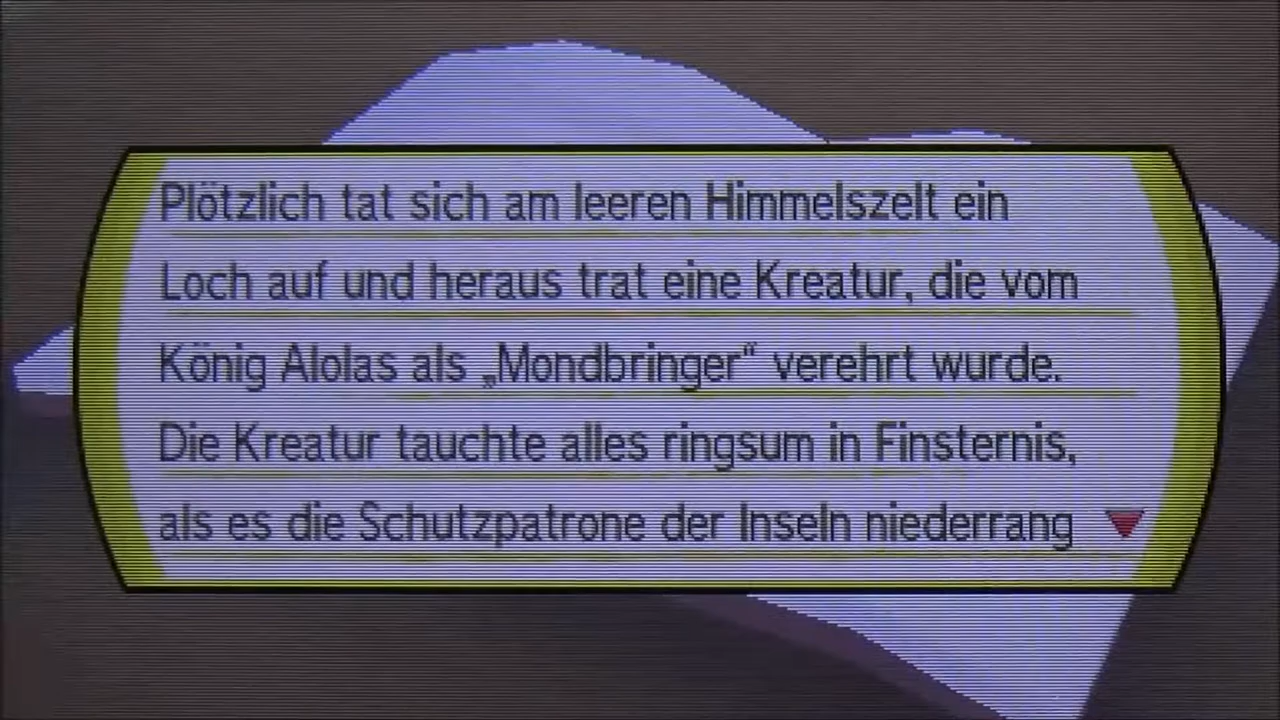 Plötzlich tat sich am leeren Himmelszelt ein
Loch auf und heraus trat eine Kreatur, die vom
König Alolas als „Mondbringer“ verehrt wurde.
Die Kreatur tauchte alles ringsum in Finsternis,
als es die Schutzpatrone der Inseln niederrang